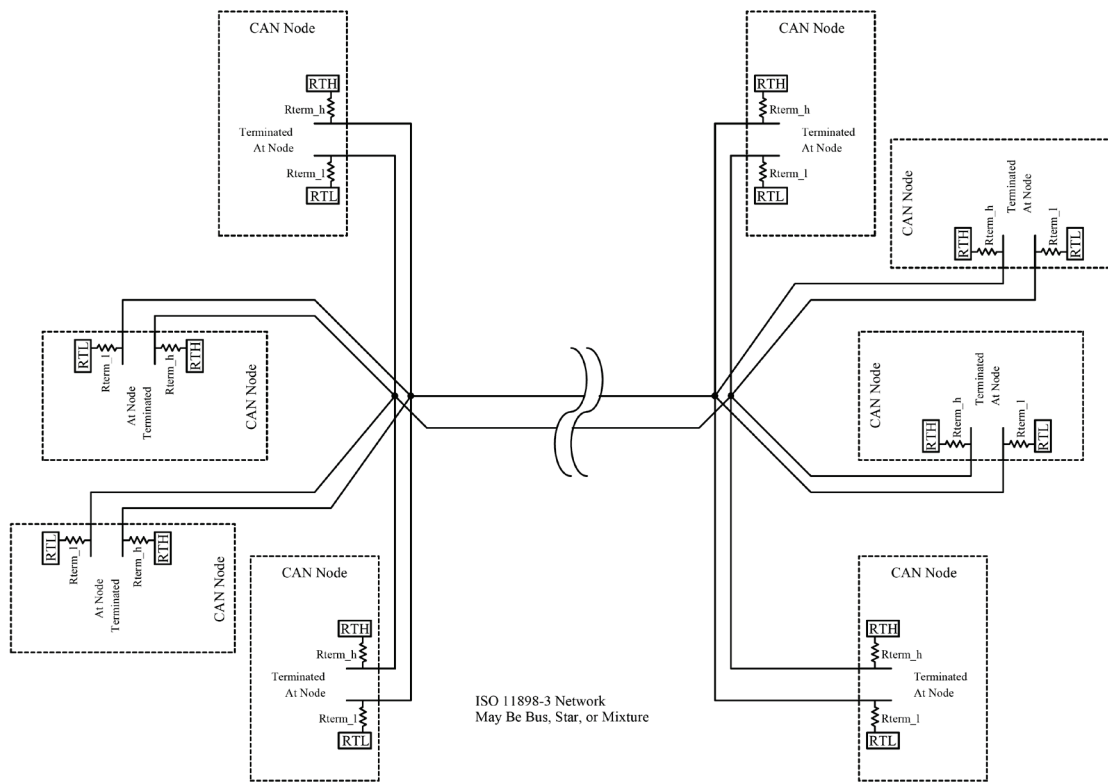 CAN Node
RTH
Rterm_h
Terminated
At Node
Rterm_l
RTL
CAN Node
RTH
Rterm_h
Terminated
At Node
Rterm_l
RTL
CAN Node
RTH
Rterm_h
Terminated
At Node
Rterm_l
RTL
RTL
Rterm_l
At Node
Terminated
Rterm_h
RTH
CAN Node
CAN Node
RTH
Rterm_h
Terminated
At Node
Rterm_l
RTL
RTL
Rterm_l
At Node
Terminated
Rterm_h
RTH
CAN Node
CAN Node
RTH
Rterm_h
Terminated
At Node
Rterm_l
RTL
CAN Node
RTH
Rterm_h
Terminated
At Node
Rterm_l
RTL
ISO 11898-3 Network
May Be Bus, Star, or Mixture